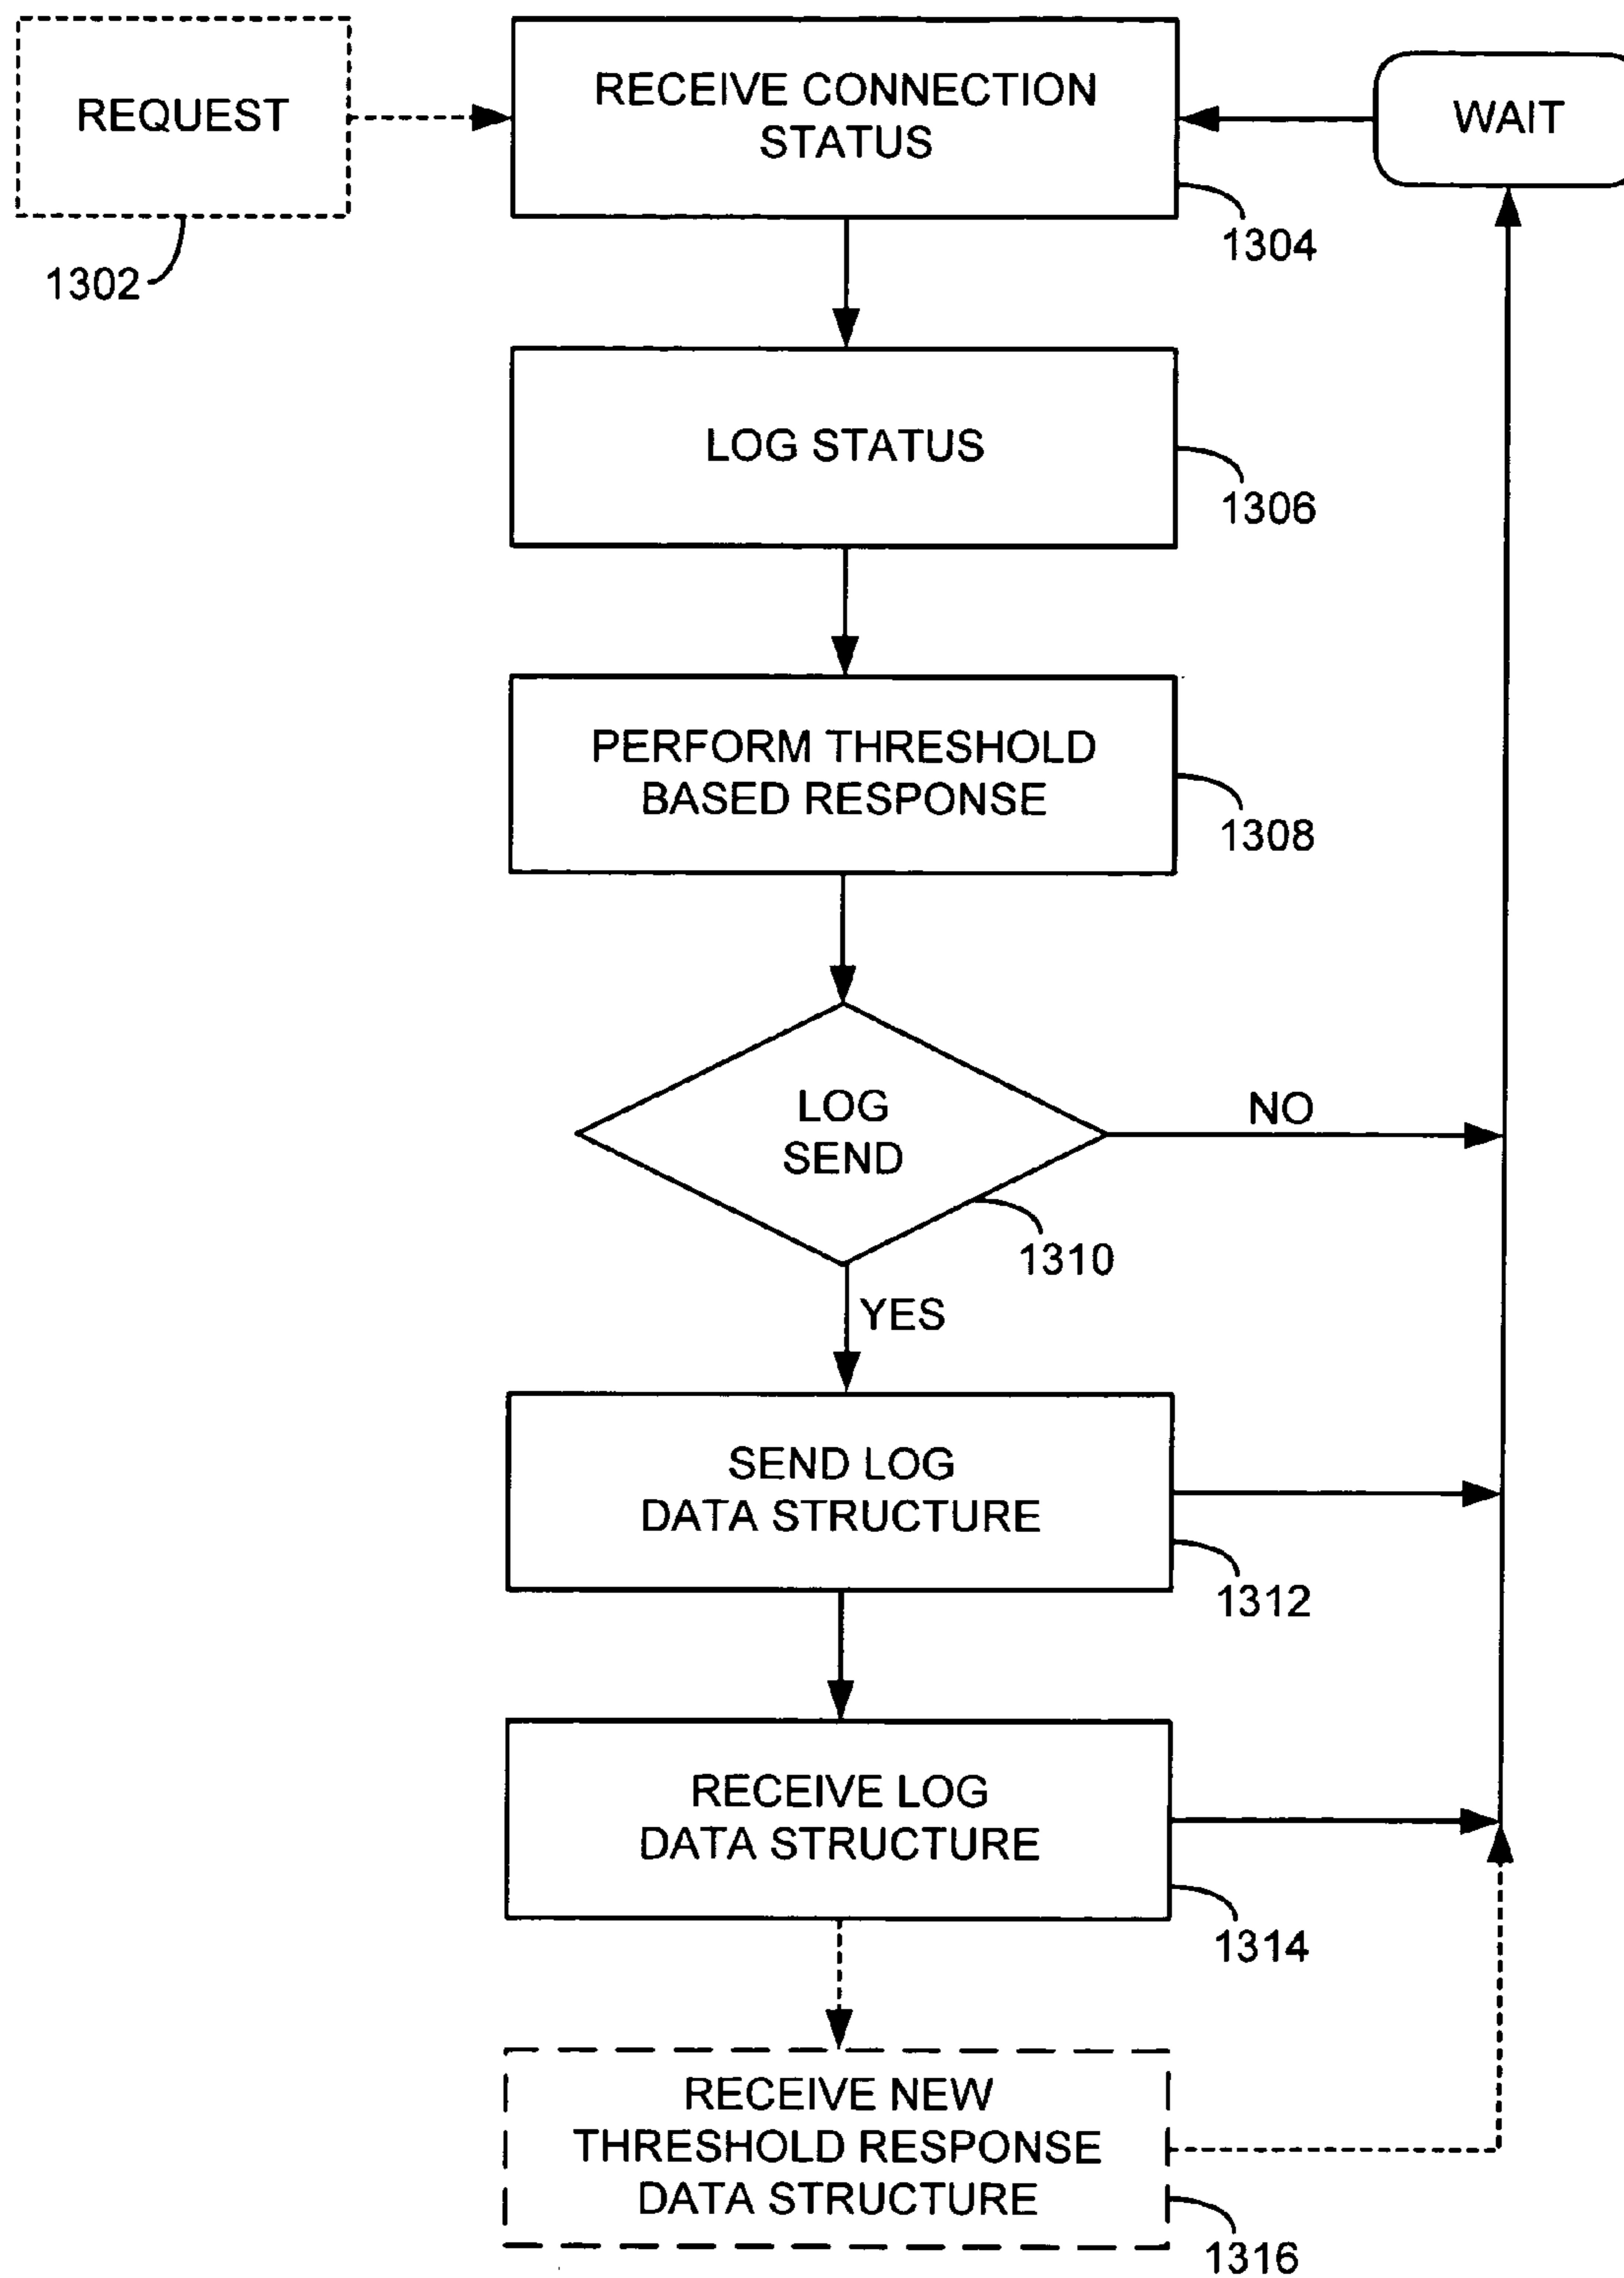 REQUEST
1302
RECEIVE CONNECTION
STATUS
1304
WAIT
LOG STATUS
1306
PERFORM THRESHOLD
BASED RESPONSE
1308
LOG
SEND
1310
NO
YES
SEND LOG
DATA STRUCTURE
1312
RECEIVE LOG
DATA STRUCTURE
1314
RECEIVE NEW
THRESHOLD RESPONSE
DATA STRUCTURE
1316